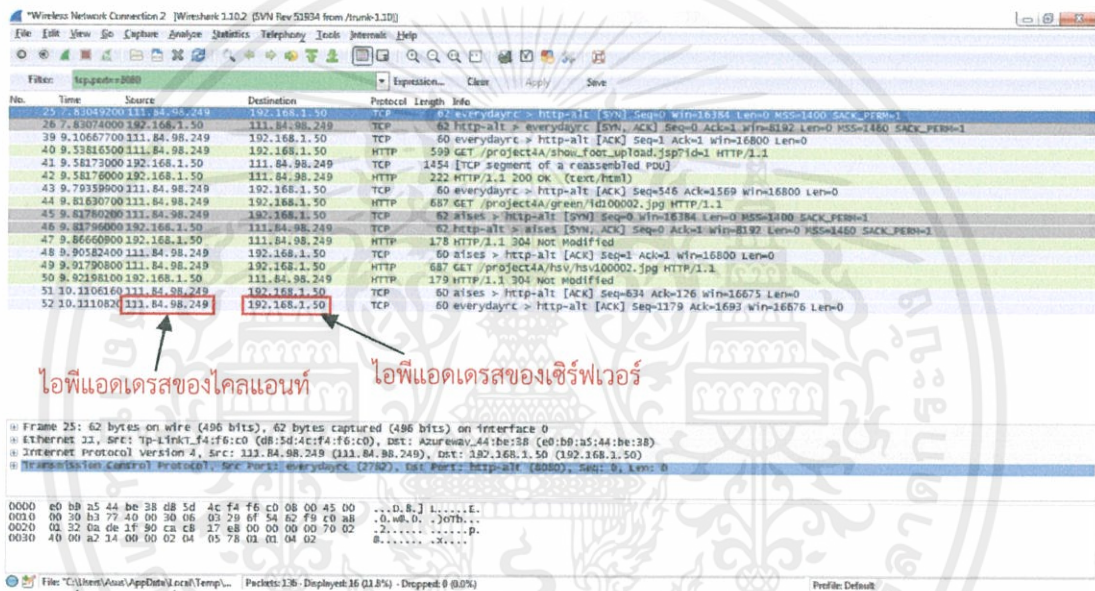 *Wireless Network Connection 2 [Wireshark 1.10.2 (SVN Rev 51934 from /trunk-1.10)]
File Edit View Go Capture Analyze Statistics Telephony Tools Internals Help
Filter: tcp.port==8080 Expression... Clear Apply Save
No. Time Source Destination Protocol Length Info
25 7.83049200 111.84.98.249 192.168.1.50 TCP 62 everydayrc > http-alt [SYN] Seq=0 Win=16384 Len=0 MSS=1400 SACK_PERM=1
26 7.83074000 192.168.1.50 111.84.98.249 TCP 62 http-alt > everydayrc [SYN, ACK] Seq=0 Ack=1 Win=8192 Len=0 MSS=1460 SACK_PERM=1
39 9.10667700 111.84.98.249 192.168.1.50 TCP 60 everydayrc > http-alt [ACK] Seq=1 Ack=1 Win=16800 Len=0
40 9.53816500 111.84.98.249 192.168.1.50 HTTP 599 GET /project4A/show_foot_upload.jsp?id=1 HTTP/1.1
41 9.58173000 192.168.1.50 111.84.98.249 TCP 1454 [TCP segment of a reassembled PDU]
42 9.58176000 192.168.1.50 111.84.98.249 HTTP 222 HTTP/1.1 200 OK (text/html)
43 9.79359900 111.84.98.249 192.168.1.50 TCP 60 everydayrc > http-alt [ACK] Seq=546 Ack=1569 Win=16800 Len=0
44 9.81630700 111.84.98.249 192.168.1.50 HTTP 687 GET /project4A/green/id100002.jpg HTTP/1.1
45 9.81780200 111.84.98.249 192.168.1.50 TCP 62 aises > http-alt [SYN] Seq=0 Win=16384 Len=0 MSS=1400 SACK_PERM=1
46 9.81796000 192.168.1.50 111.84.98.249 TCP 62 http-alt > aises [SYN, ACK] Seq=0 Ack=1 Win=8192 Len=0 MSS=1460 SACK_PERM=1
47 9.86660900 192.168.1.50 111.84.98.249 HTTP 178 HTTP/1.1 304 Not Modified
48 9.90582400 111.84.98.249 192.168.1.50 TCP 60 aises > http-alt [ACK] Seq=1 Ack=1 Win=16800 Len=0
49 9.91790800 111.84.98.249 192.168.1.50 HTTP 687 GET /project4A/hsv/hsv100002.jpg HTTP/1.1
50 9.92198100 192.168.1.50 111.84.98.249 HTTP 179 HTTP/1.1 304 Not Modified
51 10.1106160 111.84.98.249 192.168.1.50 TCP 60 aises > http-alt [ACK] Seq=634 Ack=126 Win=16675 Len=0
52 10.1110820 111.84.98.249 192.168.1.50 TCP 60 everydayrc > http-alt [ACK] Seq=1179 Ack=1693 Win=16676 Len=0
ไอพีแอดเดรสของไคลแอนท์ ไอพีแอดเดรสของเซิร์ฟเวอร์
Frame 25: 62 bytes on wire (496 bits), 62 bytes captured (496 bits) on interface 0
Ethernet II, Src: Tp-LinkT_f4:f6:c0 (d8:5d:4c:f4:f6:c0), Dst: Azurewav_44:be:38 (e0:b9:a5:44:be:38)
Internet Protocol Version 4, Src: 111.84.98.249 (111.84.98.249), Dst: 192.168.1.50 (192.168.1.50)
Transmission Control Protocol, Src Port: everydayrc (2782), Dst Port: http-alt (8080), Seq: 0, Len: 0
0000 e0 b9 a5 44 be 38 d8 5d 4c f4 f6 c0 08 00 45 00 ...D.8.] L.....E.
0010 00 30 b3 77 40 00 30 06 03 29 6f 54 62 f9 c0 a8 .0.w@.0. .)oTb...
0020 01 32 0a de 1f 90 ca cb 17 e8 00 00 00 00 70 02 .2...... ......p.
0030 40 00 a2 14 00 00 02 04 05 78 01 01 04 02 @....... .x....
File: "C:\Users\Asus\AppData\Local\Temp\... Packets: 136 · Displayed: 16 (11.8%) · Dropped: 0 (0.0%) Profile: Default